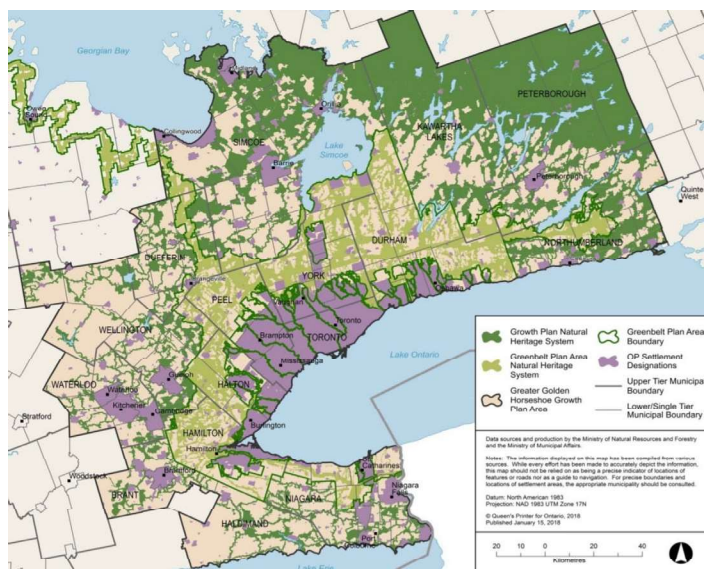 Georgian Bay
Midland
Owen
Sound
Orillia
Collingwood
SIMCOE
KAWARTHA
LAKES
PETERBOROUGH
Lake
Simcoe
Barrie
Peterborough
Quinte
West
DUFFERIN
DURHAM
NORTHUMBERLAND
Orangeville
YORK
PEEL
Oshawa
Vaughan
WELLINGTON
Brampton
TORONTO
Toronto
Mississauga
Lake Ontario
WATERLOO
Guelph
Waterloo
Kitchener
Cambridge
HALTON
Stratford
Burlington
HAMILTON
Hamilton
Woodstock
Brantford
BRANT
Catharines
NIAGARA
Niagara
Falls
HALDIMAND
Port
Lake Erie
Growth Plan Natural
Heritage System
Greenbelt Plan Area
Natural Heritage
System
Greater Golden
Horseshoe Growth
Plan Area
Greenbelt Plan Area
Boundary
OP Settlement
Designations
Upper Tier Municipal
Boundary
Lower/Single Tier
Municipal Boundary
Data sources and production by the Ministry of Natural Resources and Forestry
and the Ministry of Municipal Affairs.
Notes: The information displayed on this map has been compiled from various
sources. While every effort has been made to accurately depict the information,
this map should not be relied on as being a precise indicator of locations of
features or roads nor as a guide to navigation. For precise boundaries and
locations of settlement areas, the appropriate municipality should be consulted.
Datum: North American 1983
Projection: NAD 1983 UTM Zone 17N
© Queen's Printer for Ontario, 2018
Published January 15, 2018
20 10 0 20 40
Kilometres